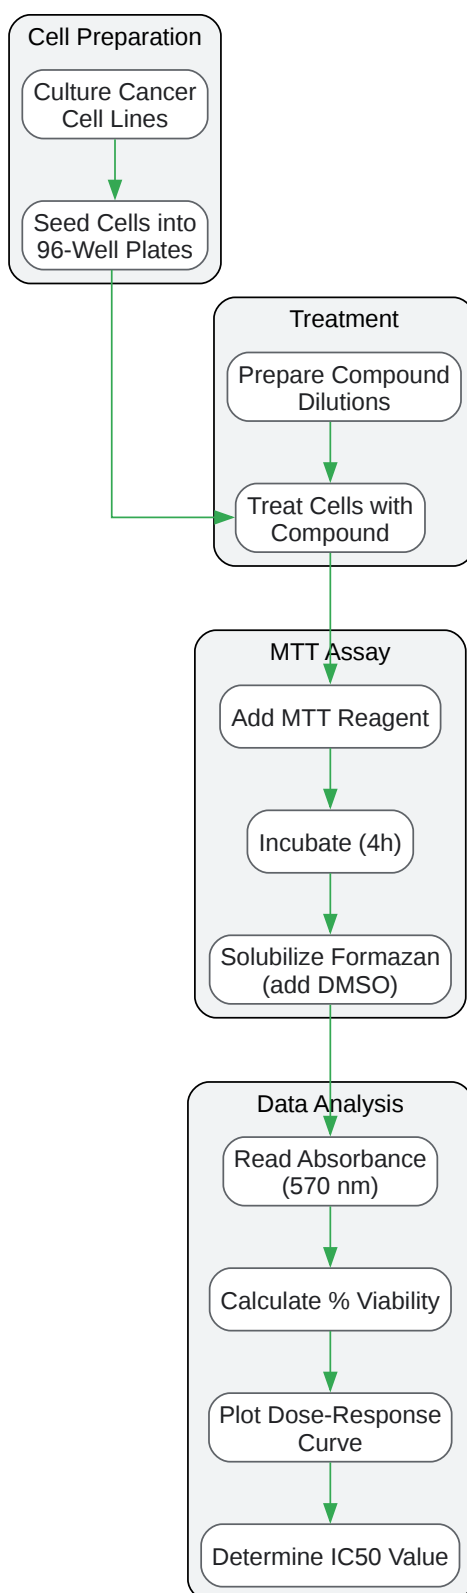 Cell Preparation
Culture Cancer
Cell Lines
Seed Cells into
96-Well Plates
Treatment
Prepare Compound
Dilutions
Treat Cells with
Compound
MTT Assay
Add MTT Reagent
Incubate (4h)
Solubilize Formazan
(add DMSO)
Data Analysis
Read Absorbance
(570 nm)
Calculate % Viability
Plot Dose-Response
Curve
Determine IC50 Value